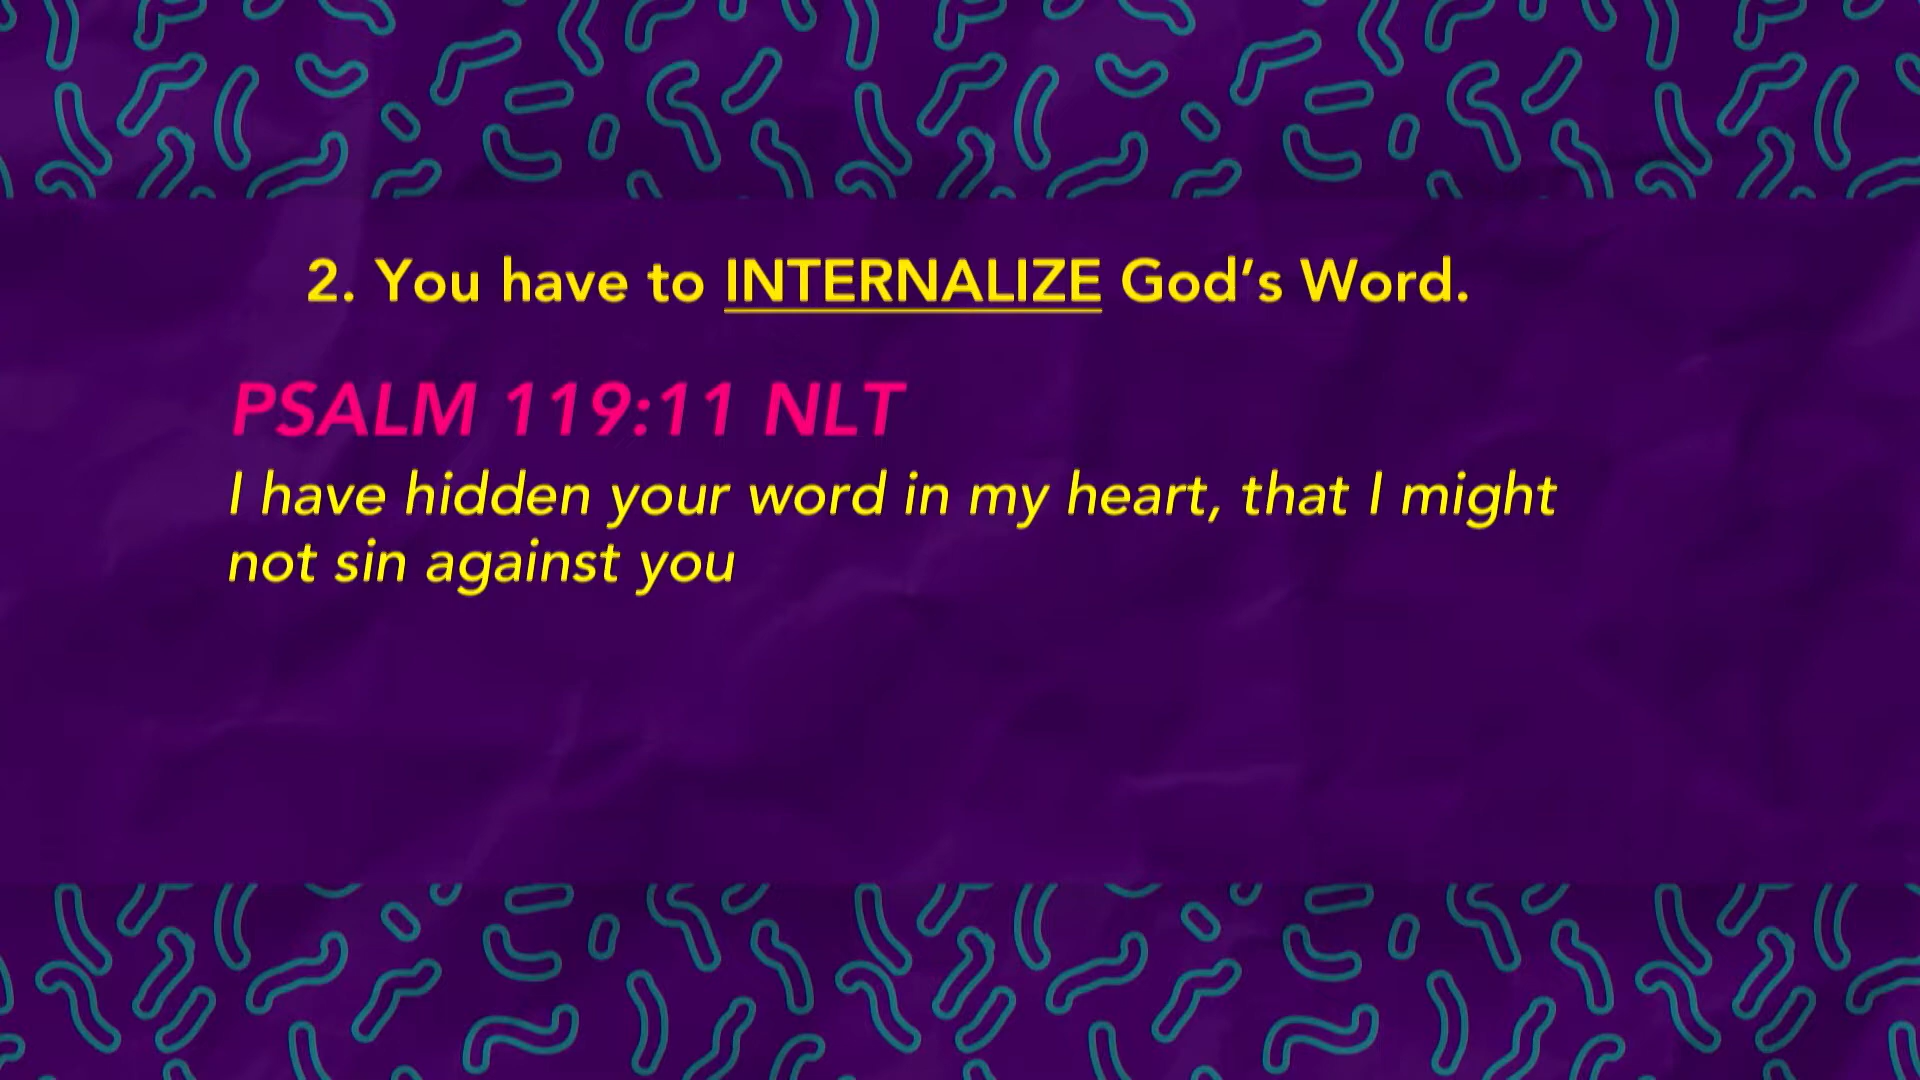 2. You have to INTERNALIZE God’s Word.
PSALM 119:11 NLT
I have hidden your word in my heart, that I might
not sin against you